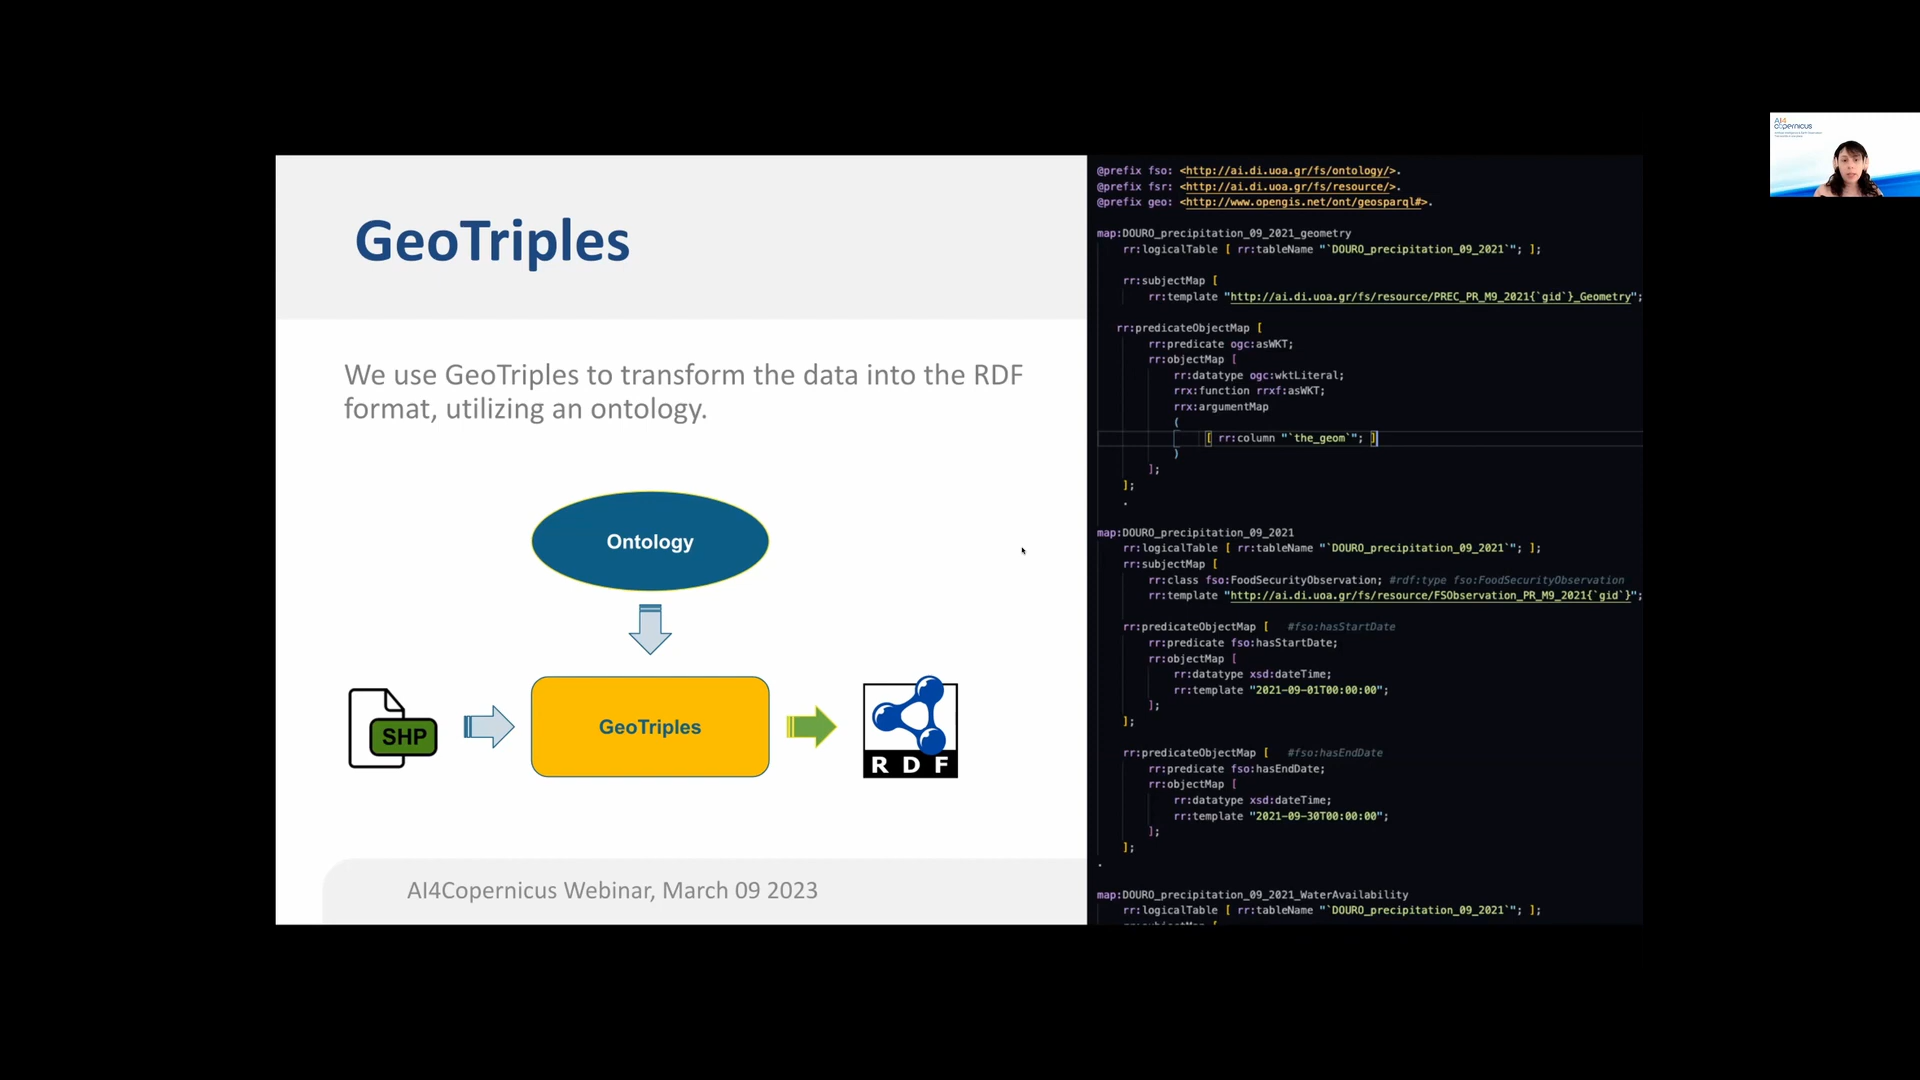 GeoTriples
We use GeoTriples to transform the data into the RDF
format, utilizing an ontology.
Ontology
SHP
GeoTriples
RDF
AI4Copernicus Webinar, March 09 2023
@prefix fso: <http://ai.di.uoa.gr/fs/ontology/>.
@prefix fsr: <http://ai.di.uoa.gr/fs/resource/>.
@prefix geo: <http://www.opengis.net/ont/geosparql#>.
map:DOURO_precipitation_09_2021_geometry
rr:logicalTable [ rr:tableName "`DOURO_precipitation_09_2021`"; ];
rr:subjectMap [
rr:template "http://ai.di.uoa.gr/fs/resource/PREC_PR_M9_2021{`gid`}_Geometry";
rr:predicateObjectMap [
rr:predicate ogc:asWKT;
rr:objectMap [
rr:datatype ogc:wktLiteral;
rrx:function rrxf:asWKT;
rrx:argumentMap
(
[ rr:column "`the_geom`"; ]
)
];
];
.
map:DOURO_precipitation_09_2021
rr:logicalTable [ rr:tableName "`DOURO_precipitation_09_2021`"; ];
rr:subjectMap [
rr:class fso:FoodSecurityObservation; #rdf:type fso:FoodSecurityObservation
rr:template "http://ai.di.uoa.gr/fs/resource/FSObservation_PR_M9_2021{`gid`}";
rr:predicateObjectMap [ #fso:hasStartDate
rr:predicate fso:hasStartDate;
rr:objectMap [
rr:datatype xsd:dateTime;
rr:template "2021-09-01T00:00:00";
];
];
rr:predicateObjectMap [ #fso:hasEndDate
rr:predicate fso:hasEndDate;
rr:objectMap [
rr:datatype xsd:dateTime;
rr:template "2021-09-30T00:00:00";
];
];
.
map:DOURO_precipitation_09_2021_WaterAvailability
rr:logicalTable [ rr:tableName "`DOURO_precipitation_09_2021`"; ];
AI4
copernicus